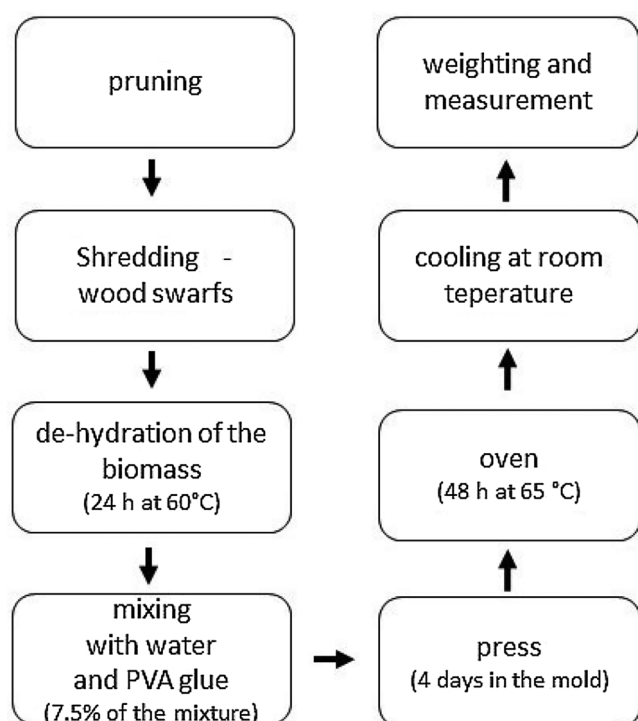 pruning
Shredding -
wood swarfs
de-hydration of the
biomass
(24 h at 60°C)
mixing
with water
and PVA glue
(7.5% of the mixture)
press
(4 days in the mold)
oven
(48 h at 65 °C)
cooling at room
teperature
weighting and
measurement